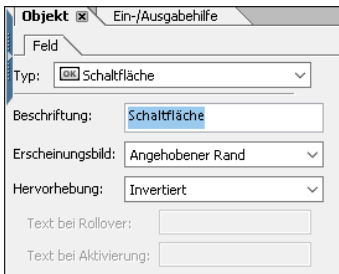 Objekt Ein-/Ausgabehilfe
Feld
Typ: OK Schaltfläche
Beschriftung: Schaltfläche
Erscheinungsbild: Angehobener Rand
Hervorhebung: Invertiert
Text bei Rollover:
Text bei Aktivierung: